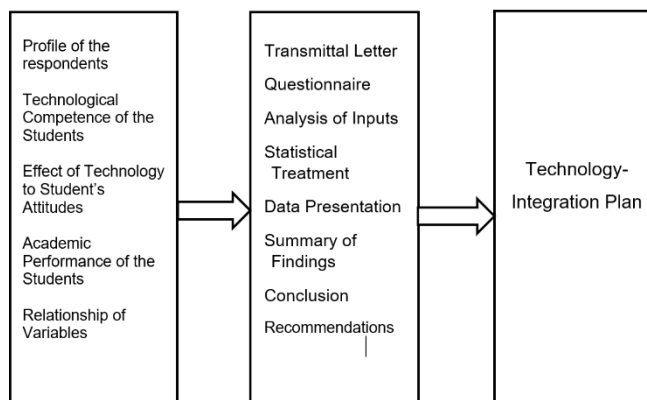 Profile of the
respondents
Technological
Competence of the
Students
Effect of Technology
to Student's
Attitudes
Academic
Performance of the
Students
Relationship of
Variables
Transmittal Letter
Questionnaire
Analysis of Inputs
Statistical
Treatment
Data Presentation
Summary of
Findings
Conclusion
Recommendations
Technology-
Integration Plan